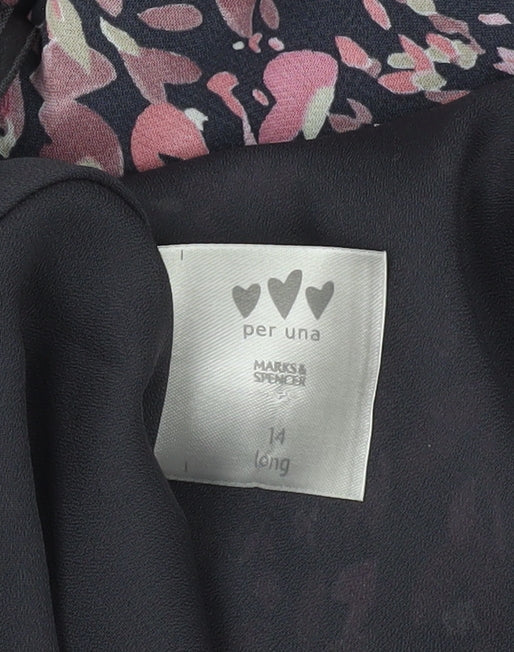 per una
MARKS&
SPENCER
14
long